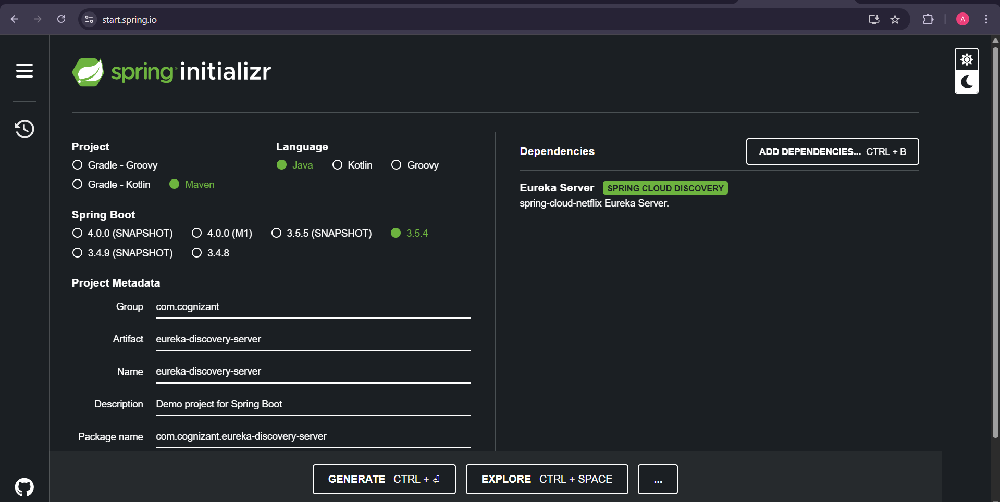 start.spring.io
A
spring initializr
Project
Gradle - Groovy
Gradle - Kotlin
Maven
Language
Java
Kotlin
Groovy
Spring Boot
4.0.0 (SNAPSHOT)
4.0.0 (M1)
3.5.5 (SNAPSHOT)
3.5.4
3.4.9 (SNAPSHOT)
3.4.8
Project Metadata
Group
com.cognizant
Artifact
eureka-discovery-server
Name
eureka-discovery-server
Description
Demo project for Spring Boot
Package name
com.cognizant.eureka-discovery-server
Dependencies
ADD DEPENDENCIES... CTRL + B
Eureka Server SPRING CLOUD DISCOVERY
spring-cloud-netflix Eureka Server.
GENERATE CTRL + ⏎
EXPLORE CTRL + SPACE
...